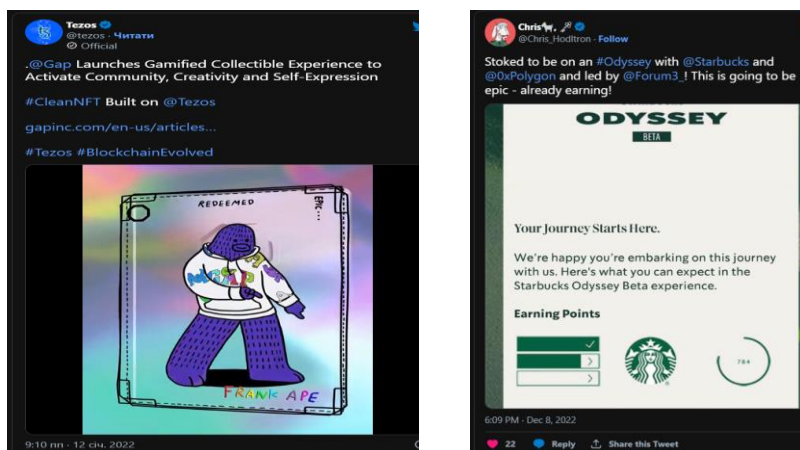 Tezos
@tezos · Читати
Official
.@Gap Launches Gamified Collectible Experience to
Activate Community, Creativity and Self-Expression
#CleanNFT Built on @Tezos
gapinc.com/en-us/articles...
#Tezos #BlockchainEvolved
REDEEMED
EPIC...
FRANK APE
9:10 пп · 12 січ. 2022
Chris
@Chris_Hodltron · Follow
Stoked to be on an #Odyssey with @Starbucks and
@0xPolygon and led by @Forum3_! This is going to be
epic - already earning!
ODYSSEY
BETA
Your Journey Starts Here.
We're happy you're embarking on this journey
with us. Here's what you can expect in the
Starbucks Odyssey Beta experience.
Earning Points
784
6:09 PM · Dec 8, 2022
22 Reply Share this Tweet